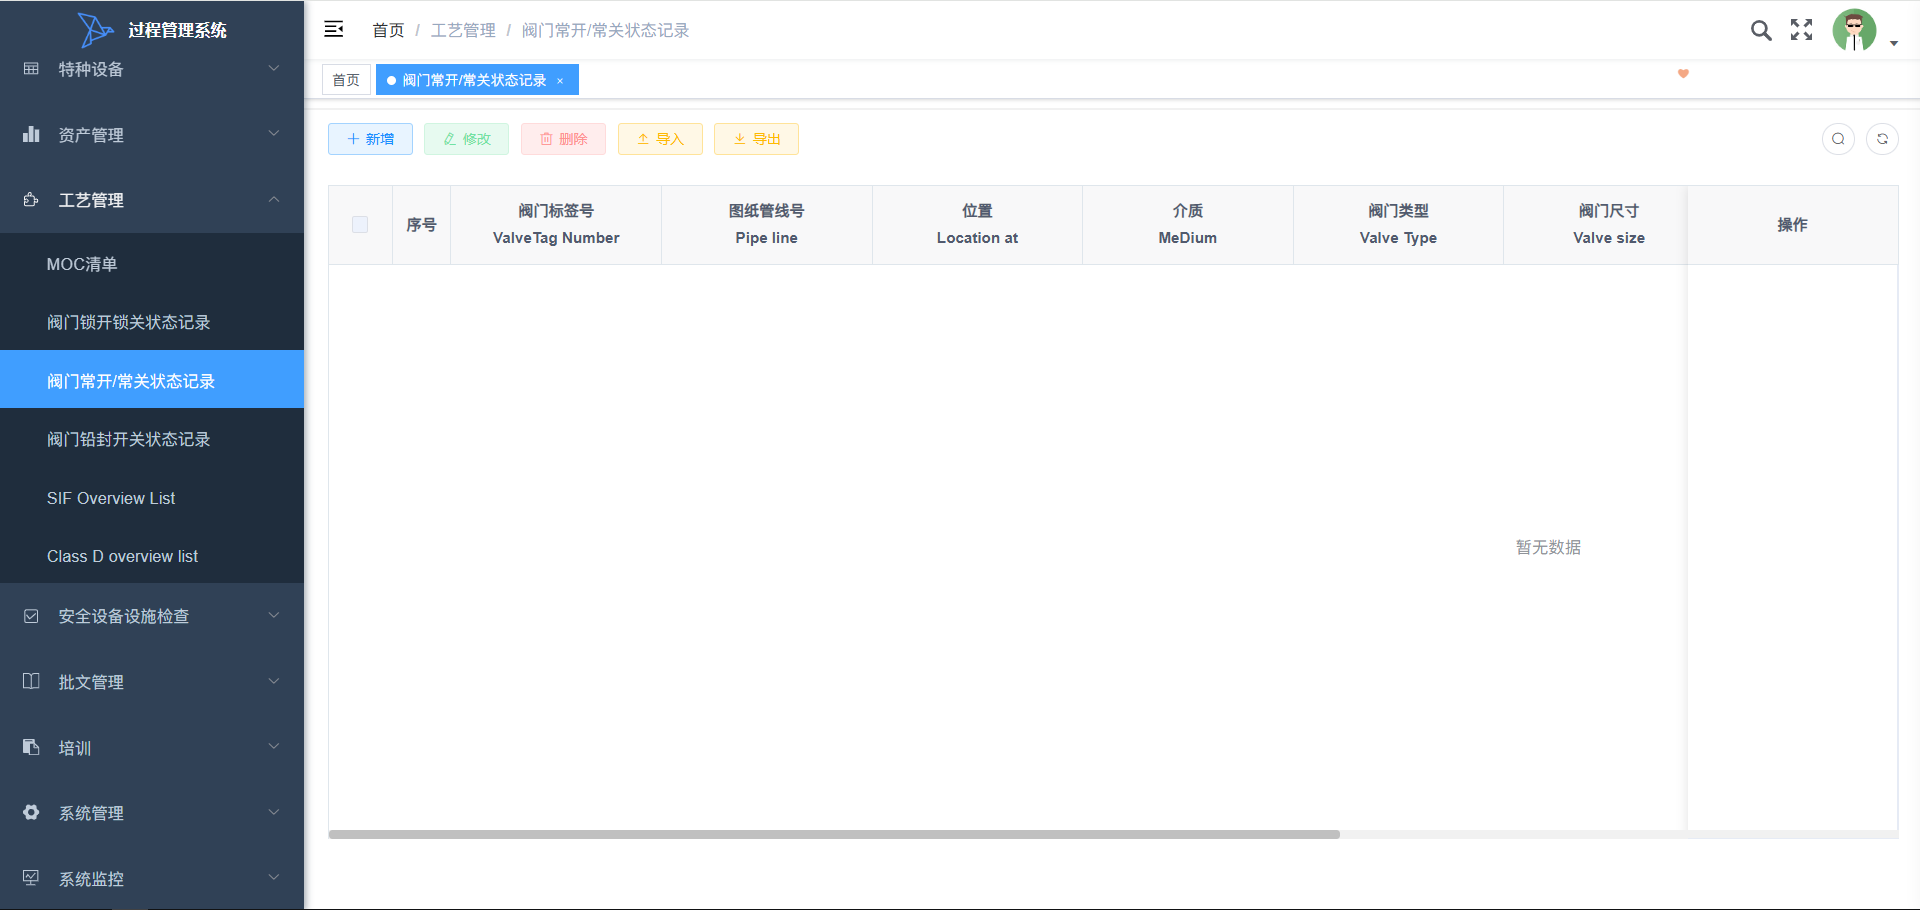 过程管理系统
特种设备
资产管理
工艺管理
MOC清单
阀门锁开锁关状态记录
阀门常开/常关状态记录
阀门铅封开关状态记录
SIF Overview List
Class D overview list
安全设备设施检查
批文管理
培训
系统管理
系统监控
首页 / 工艺管理 / 阀门常开/常关状态记录
首页
阀门常开/常关状态记录 ×
新增
修改
删除
导入
导出
序号
阀门标签号
ValveTag Number
图纸管线号
Pipe line
位置
Location at
介质
MeDium
阀门类型
Valve Type
阀门尺寸
Valve size
操作
暂无数据